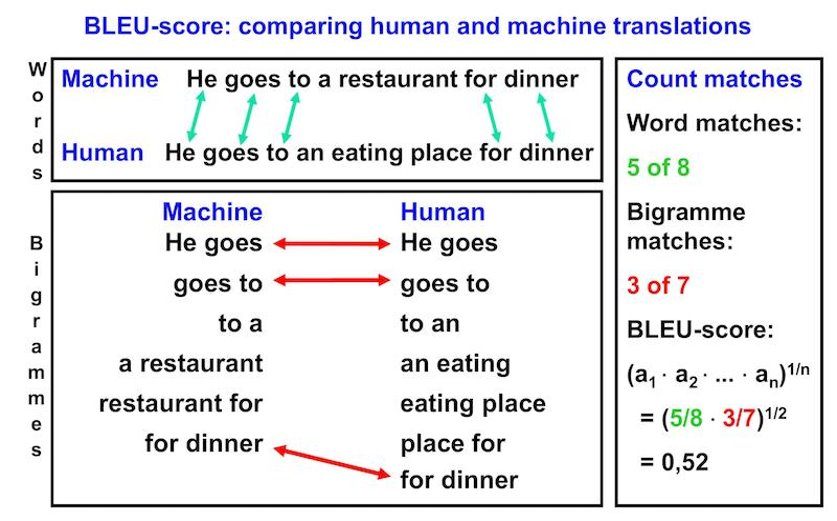 BLEU-score: comparing human and machine translations
Words
Machine He goes to a restaurant for dinner
Human He goes to an eating place for dinner
Bigrammes
Machine Human
He goes He goes
goes to goes to
to a to an
a restaurant an eating
restaurant for eating place
for dinner place for
for dinner
Count matches
Word matches:
5 of 8
Bigramme
matches:
3 of 7
BLEU-score:
(a₁ · a₂ · ... · aₙ)¹/ⁿ
= (5/8 · 3/7)¹/²
= 0,52